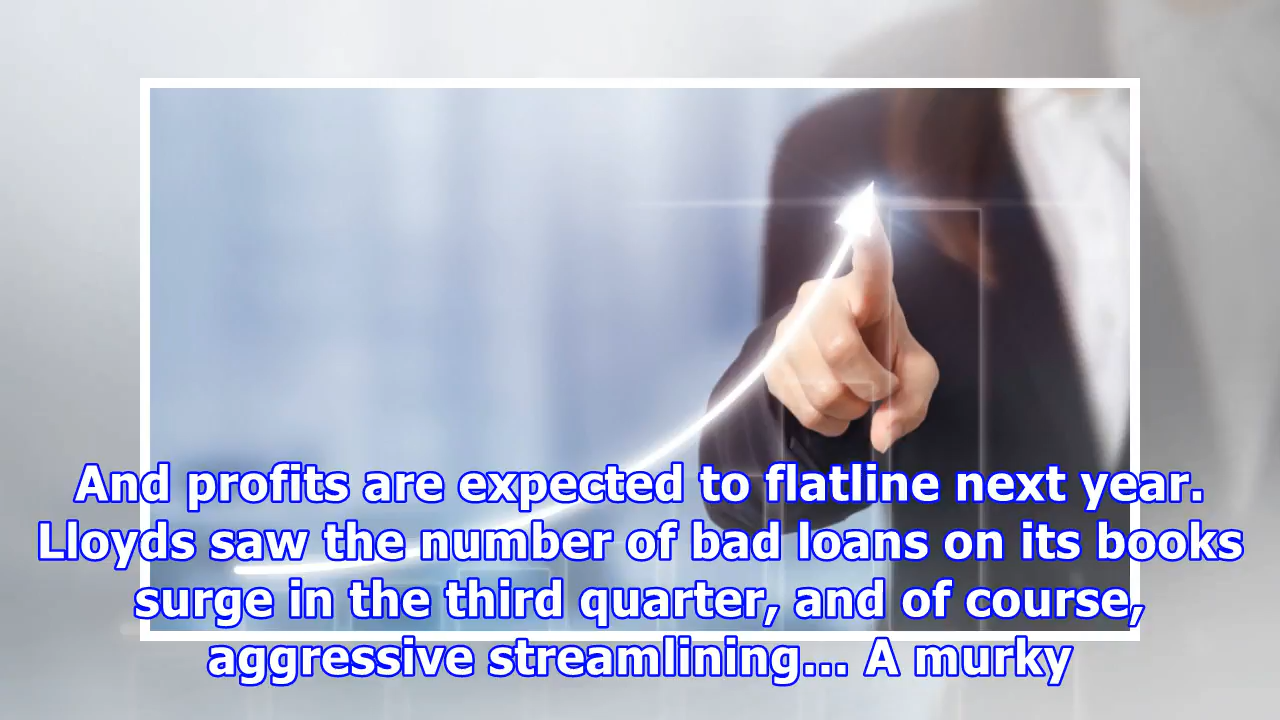 And profits are expected to flatline next year.
Lloyds saw the number of bad loans on its books
surge in the third quarter, and of course,
aggressive streamlining... A murky